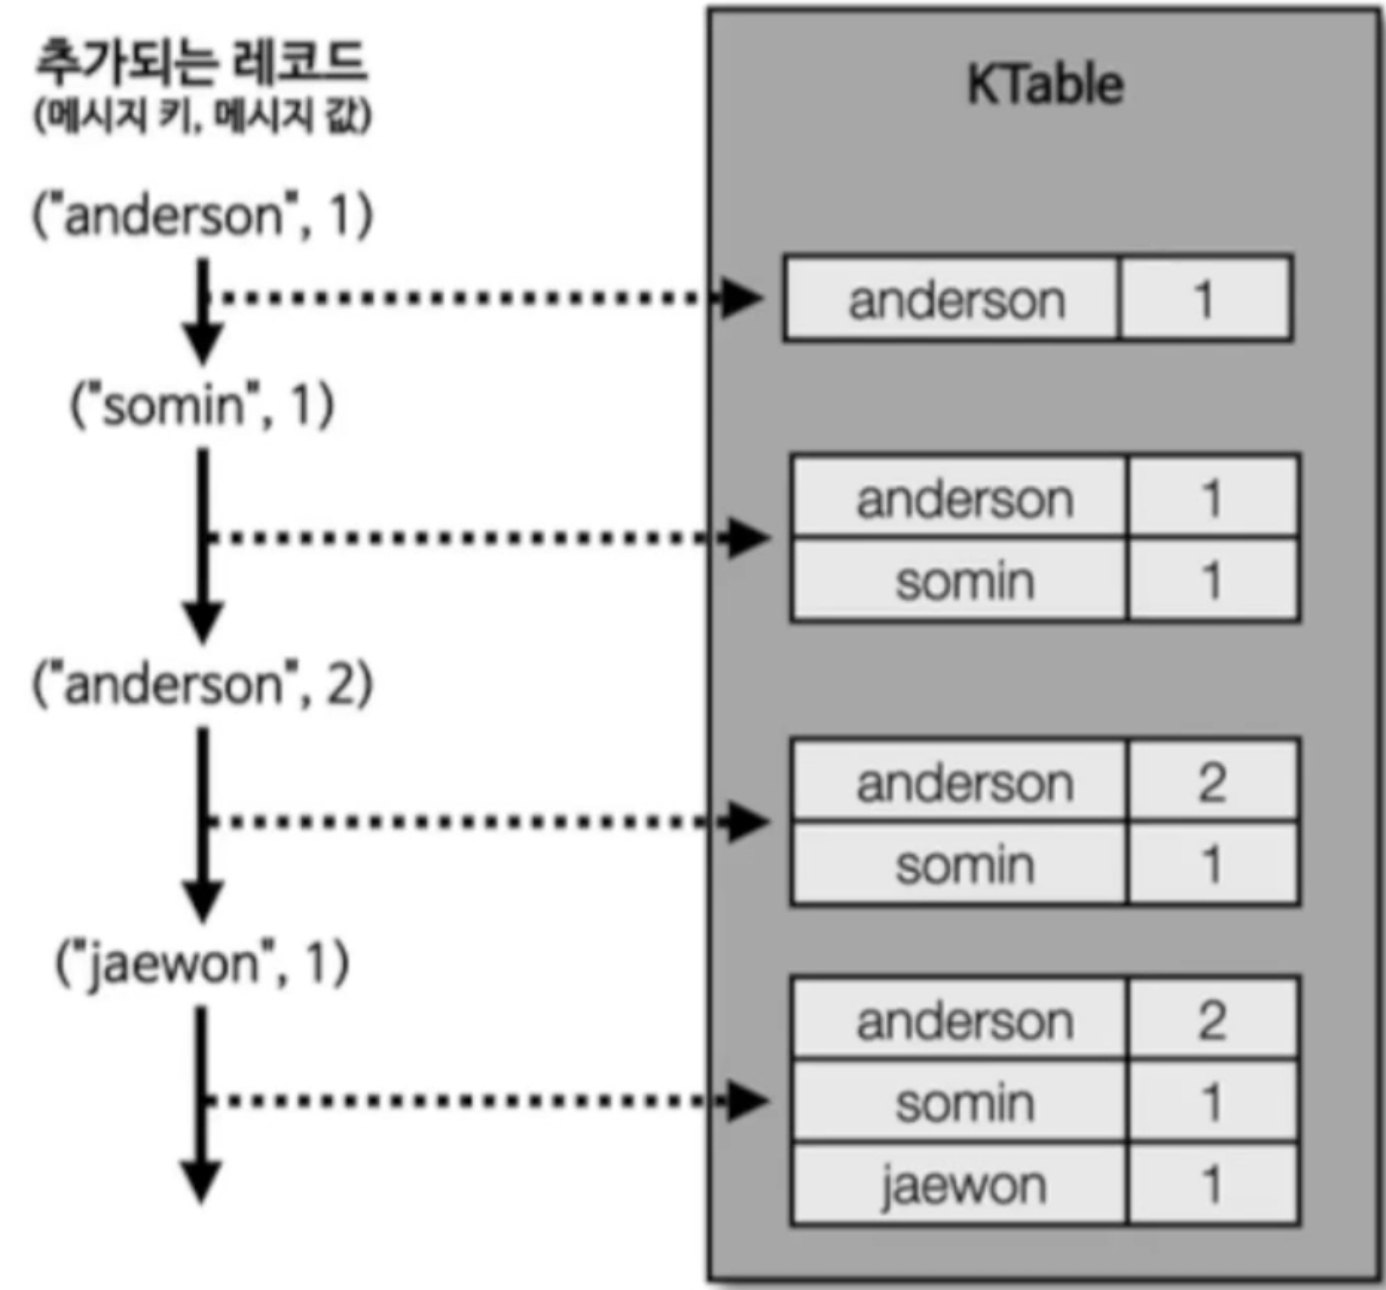 추가되는 레코드
(메시지 키, 메시지 값)
("anderson", 1)
("somin", 1)
("anderson", 2)
("jaewon", 1)
KTable
anderson 1
anderson 1
somin 1
anderson 2
somin 1
anderson 2
somin 1
jaewon 1